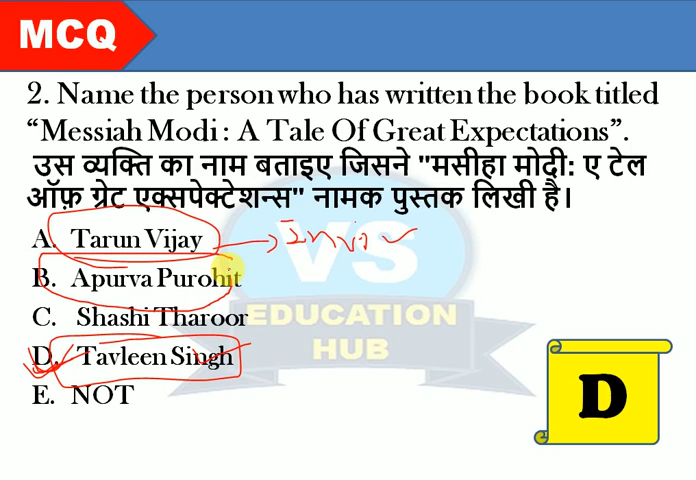 MCQ
2. Name the person who has written the book titled
“Messiah Modi : A Tale Of Great Expectations”.
उस व्यक्ति का नाम बताइए जिसने "मसीहा मोदी: ए टेल
ऑफ़ ग्रेट एक्सपेक्टेशन्स" नामक पुस्तक लिखी है।
A. Tarun Vijay
B. Apurva Purohit
C. Shashi Tharoor
D. Tavleen Singh
E. NOT
VS
EDUCATION
HUB
D